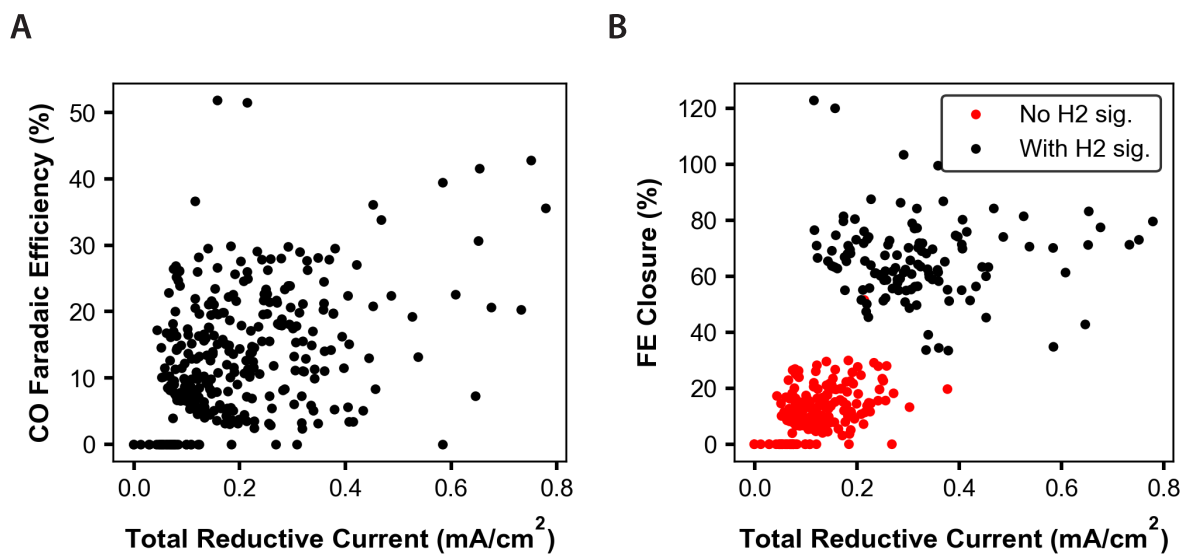 A
CO Faradaic Efficiency (%)
50
40
30
20
10
0
0.0 0.2 0.4 0.6 0.8
Total Reductive Current (mA/cm²)
B
FE Closure (%)
120
100
80
60
40
20
0
No H2 sig.
With H2 sig.
0.0 0.2 0.4 0.6 0.8
Total Reductive Current (mA/cm²)